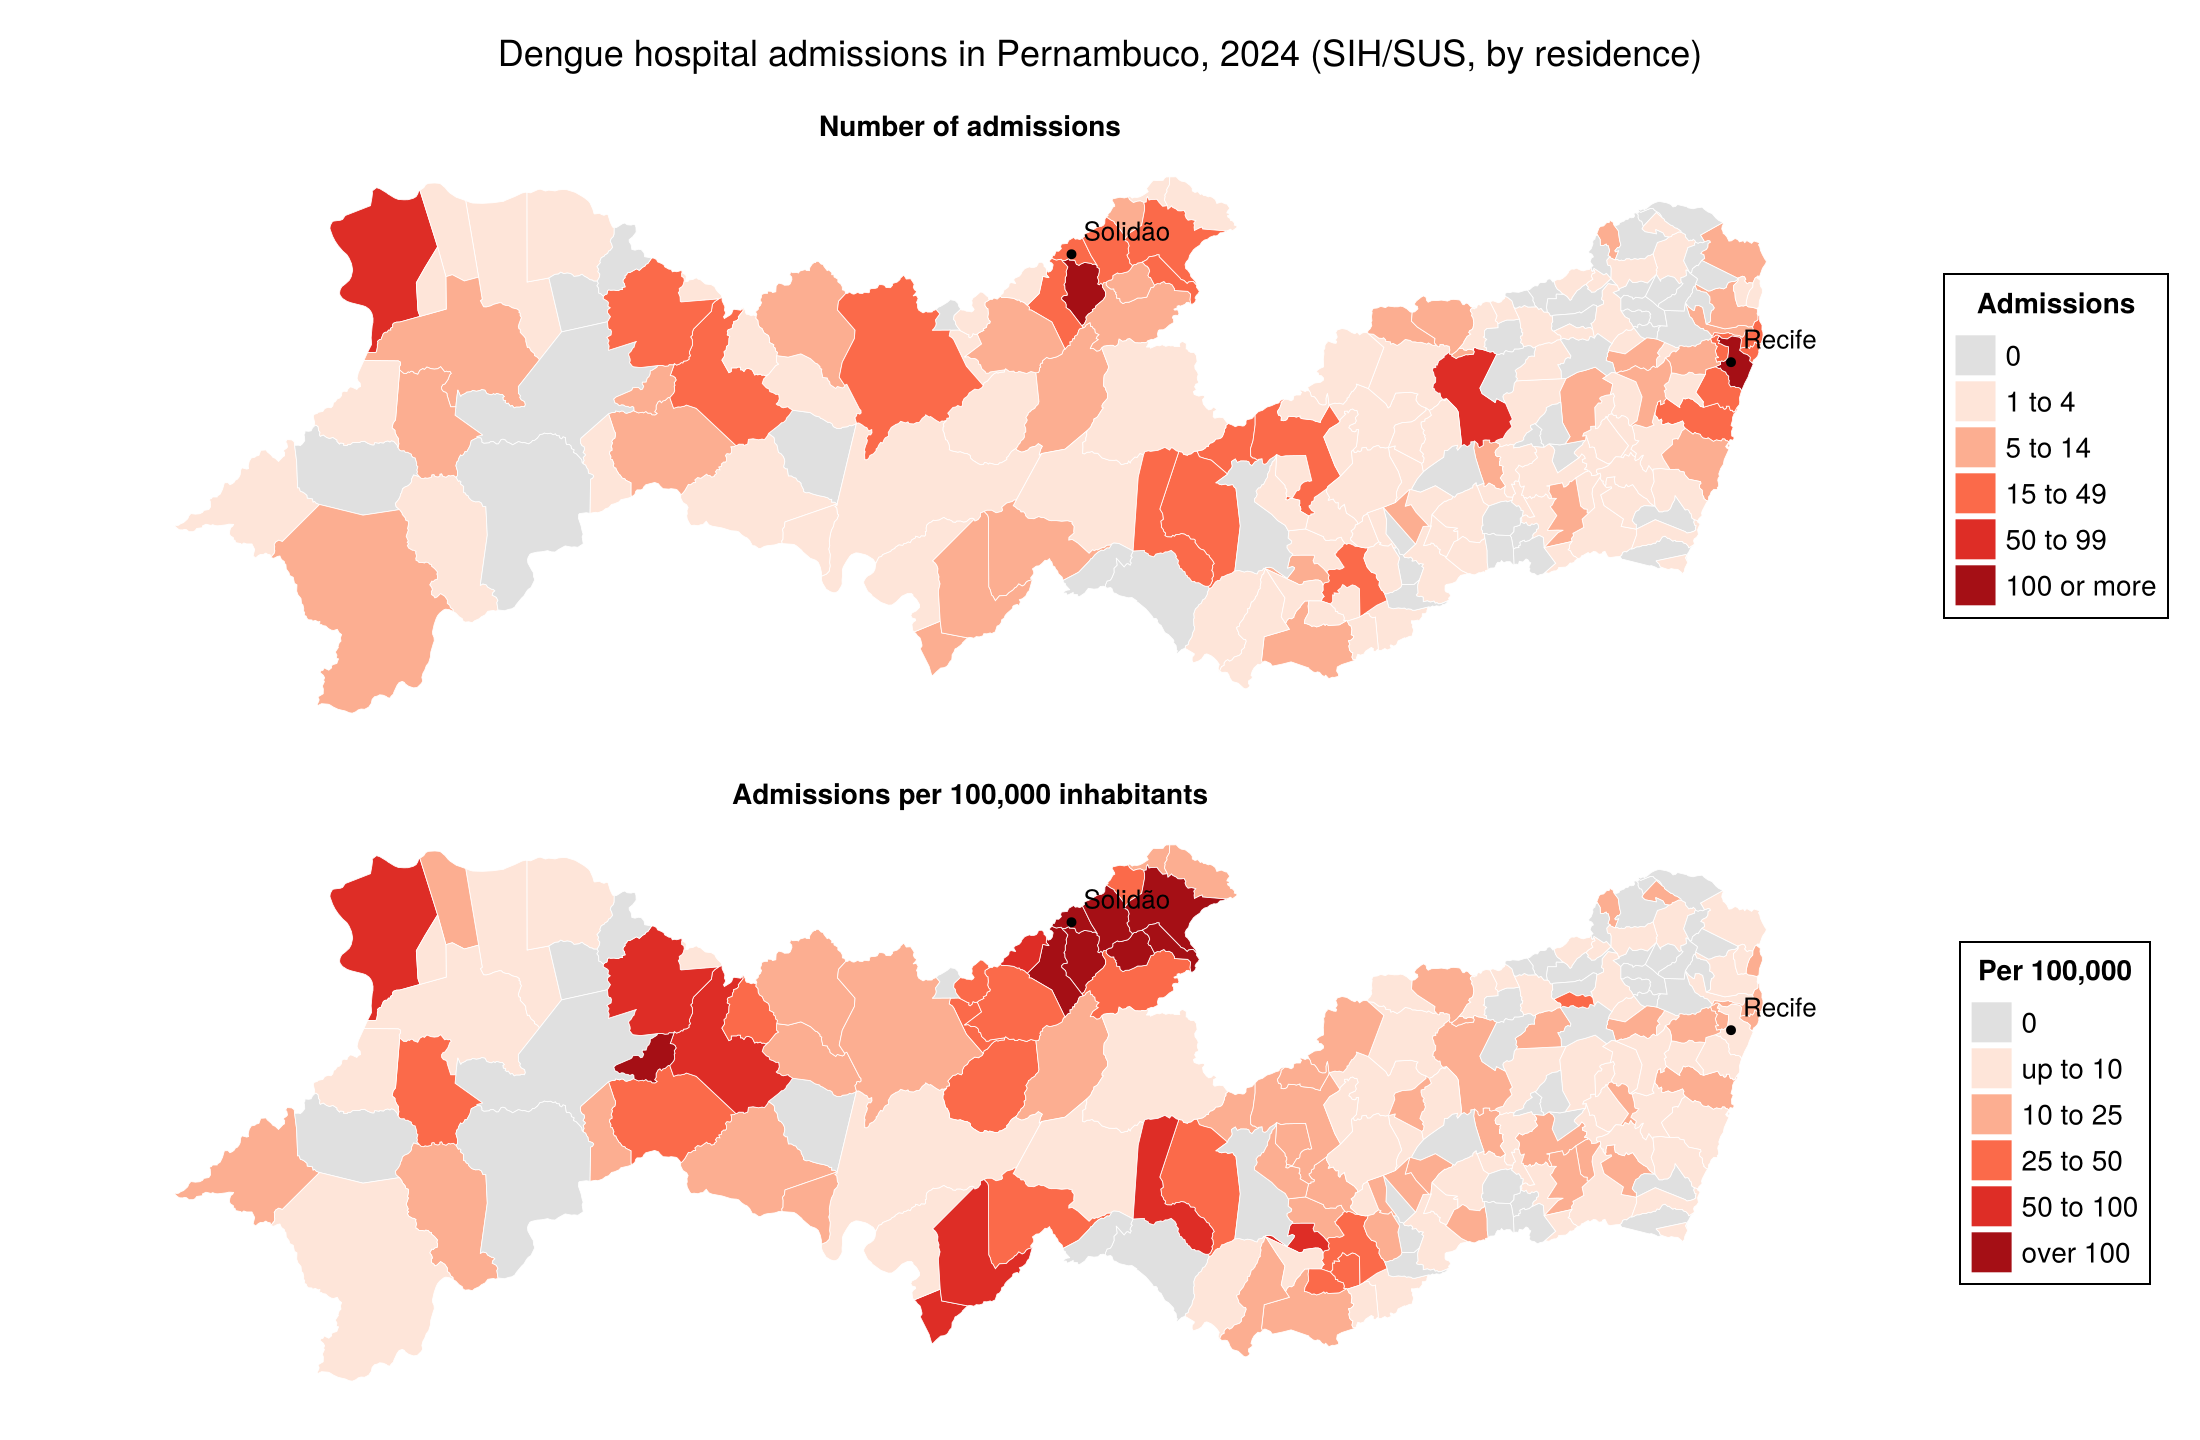 Dengue hospital admissions in Pernambuco, 2024 (SIH/SUS, by residence)
Number of admissions
Solidão
Recife
Admissions
0
1 to 4
5 to 14
15 to 49
50 to 99
100 or more
Admissions per 100,000 inhabitants
Solidão
Recife
Per 100,000
0
up to 10
10 to 25
25 to 50
50 to 100
over 100